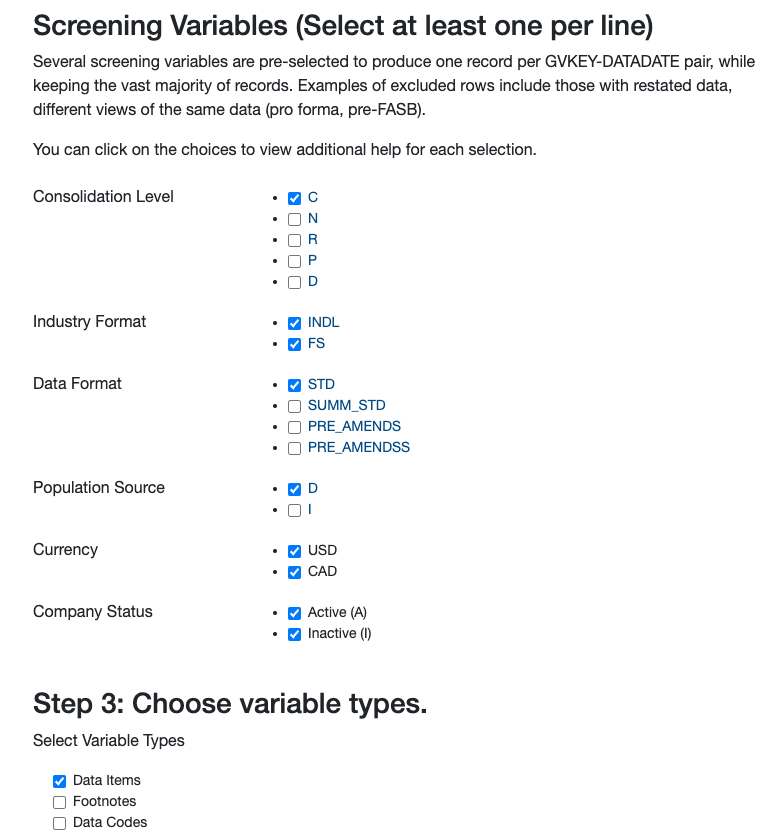 Screening Variables (Select at least one per line)
Several screening variables are pre-selected to produce one record per GVKEY-DATADATE pair, while
keeping the vast majority of records. Examples of excluded rows include those with restated data,
different views of the same data (pro forma, pre-FASB).
You can click on the choices to view additional help for each selection.
Consolidation Level
C
N
R
P
D
Industry Format
INDL
FS
Data Format
STD
SUMM_STD
PRE_AMENDS
PRE_AMENDSS
Population Source
D
I
Currency
USD
CAD
Company Status
Active (A)
Inactive (I)
Step 3: Choose variable types.
Select Variable Types
Data Items
Footnotes
Data Codes